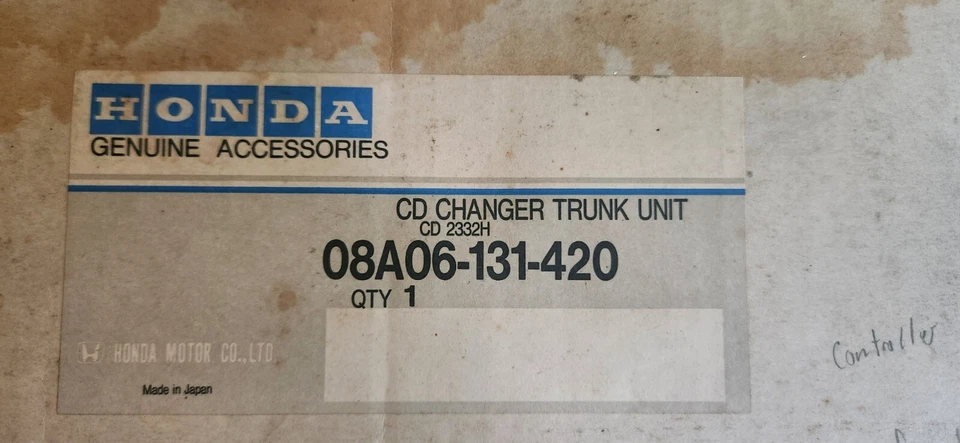 HONDA
GENUINE ACCESSORIES
CD CHANGER TRUNK UNIT
CD 2332H
08A06-131-420
QTY 1
HONDA MOTOR CO.,LTD.
Made in Japan
Controller